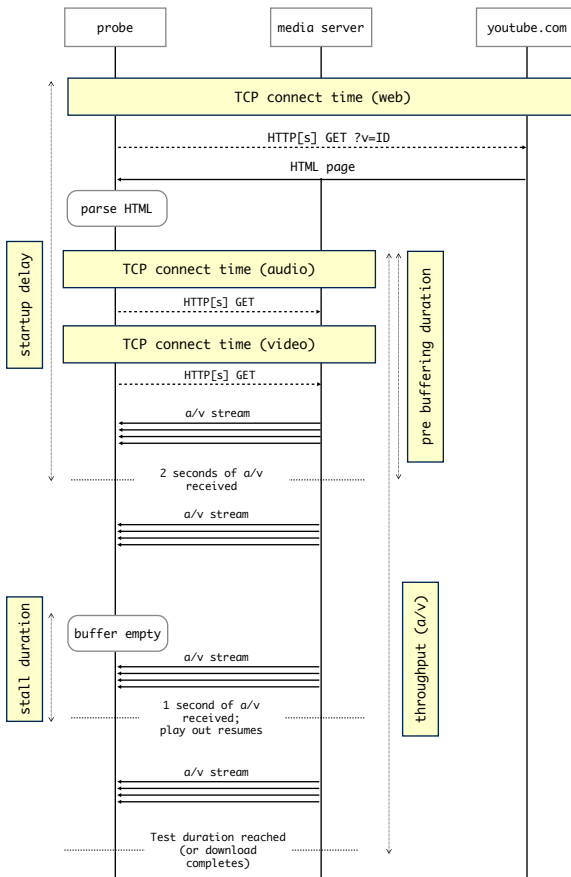 probe
media server
youtube.com
TCP connect time (web)
HTTP[s] GET ?v=ID
HTML page
parse HTML
startup delay
TCP connect time (audio)
HTTP[s] GET
TCP connect time (video)
HTTP[s] GET
pre buffering duration
a/v stream
2 seconds of a/v
received
a/v stream
stall duration
buffer empty
throughput (a/v)
a/v stream
1 second of a/v
received;
play out resumes
a/v stream
Test duration reached
(or download
completes)